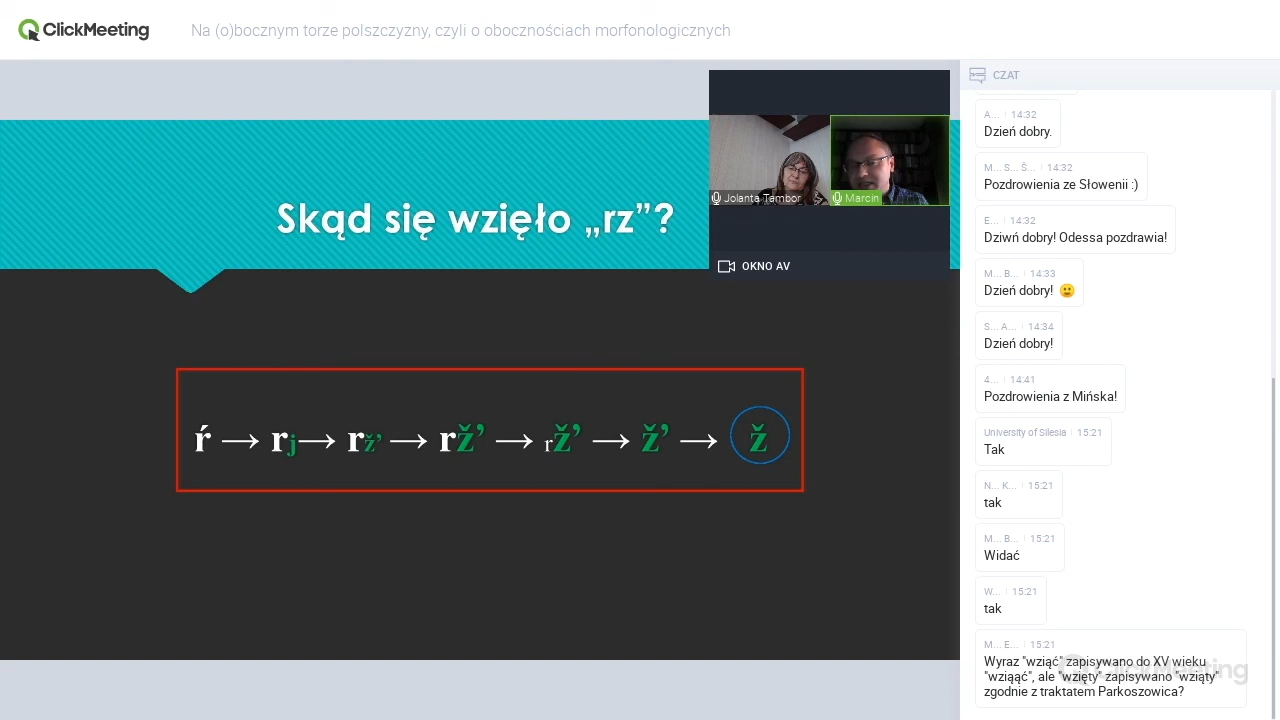 ClickMeeting
Na (o)bocznym torze polszczyzny, czyli o obocznościach morfonologicznych
Skąd się wzięło „rz”?
Jolanta Tambor
Marcin
OKNO AV
ŕ → rj → rž’ → rž’ → rž’ → ž’ → ž
CZAT
A... 14:32
Dzień dobry.
M... S... Š... 14:32
Pozdrowienia ze Słowenii :)
E... 14:32
Dziwń dobry! Odessa pozdrawia!
M... B... 14:33
Dzień dobry! 🙂
S... A... 14:34
Dzień dobry!
4... 14:41
Pozdrowienia z Mińska!
University of Silesia 15:21
Tak
N... K... 15:21
tak
M... B... 15:21
Widać
W... 15:21
tak
M... E... 15:21
Wyraz "wziąć" zapisywano do XV wieku
"wziąąć", ale "wzięty" zapisywano "wziąty"
zgodnie z traktatem Parkoszowica?
ClickMeeting